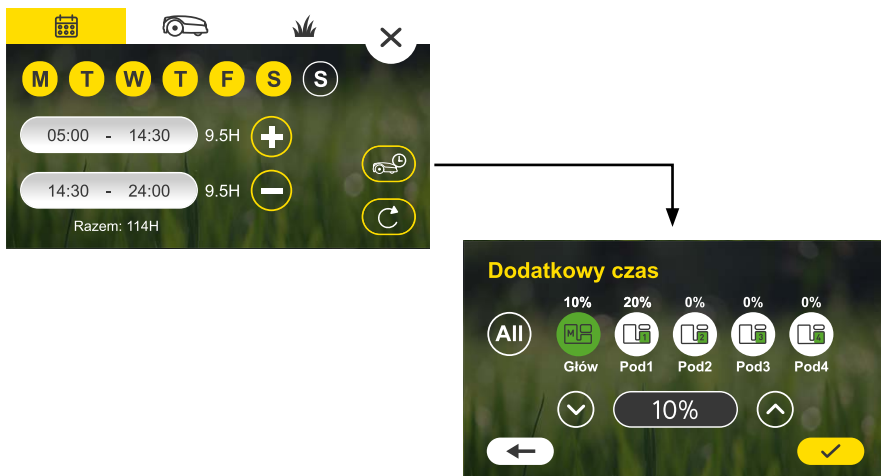 M T W T F S S
05:00 - 14:30 9.5H
14:30 - 24:00 9.5H
Razem: 114H
Dodatkowy czas
10% 20% 0% 0% 0%
All M 1 2 3 4
Głów Pod1 Pod2 Pod3 Pod4
10%